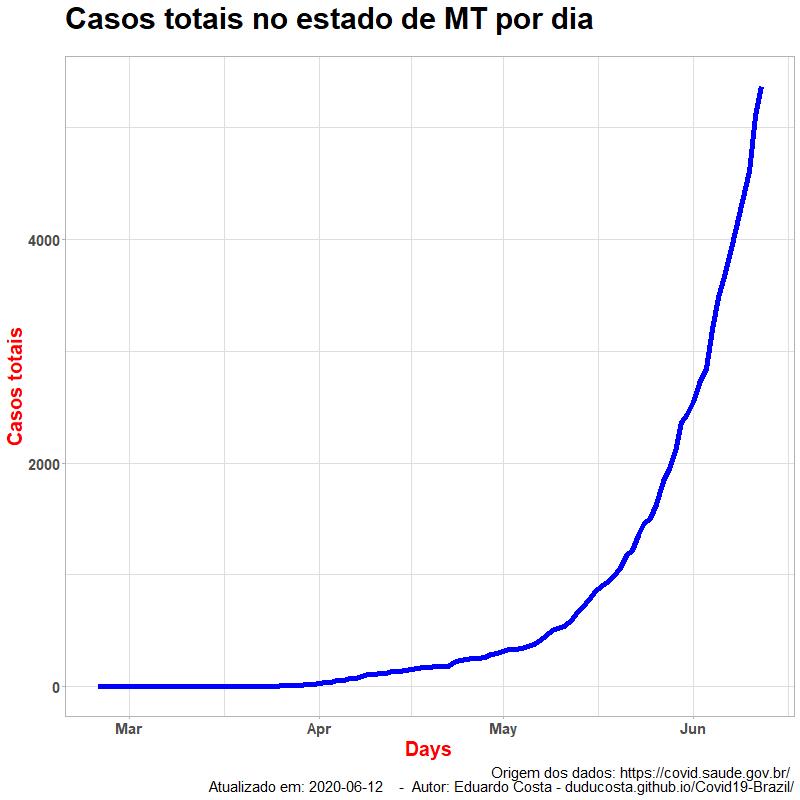 Casos totais no estado de MT por dia
Casos totais
4000
2000
0
Mar Apr May Jun
Days
Origem dos dados: https://covid.saude.gov.br/
Atualizado em: 2020-06-12 - Autor: Eduardo Costa - duducosta.github.io/Covid19-Brazil/